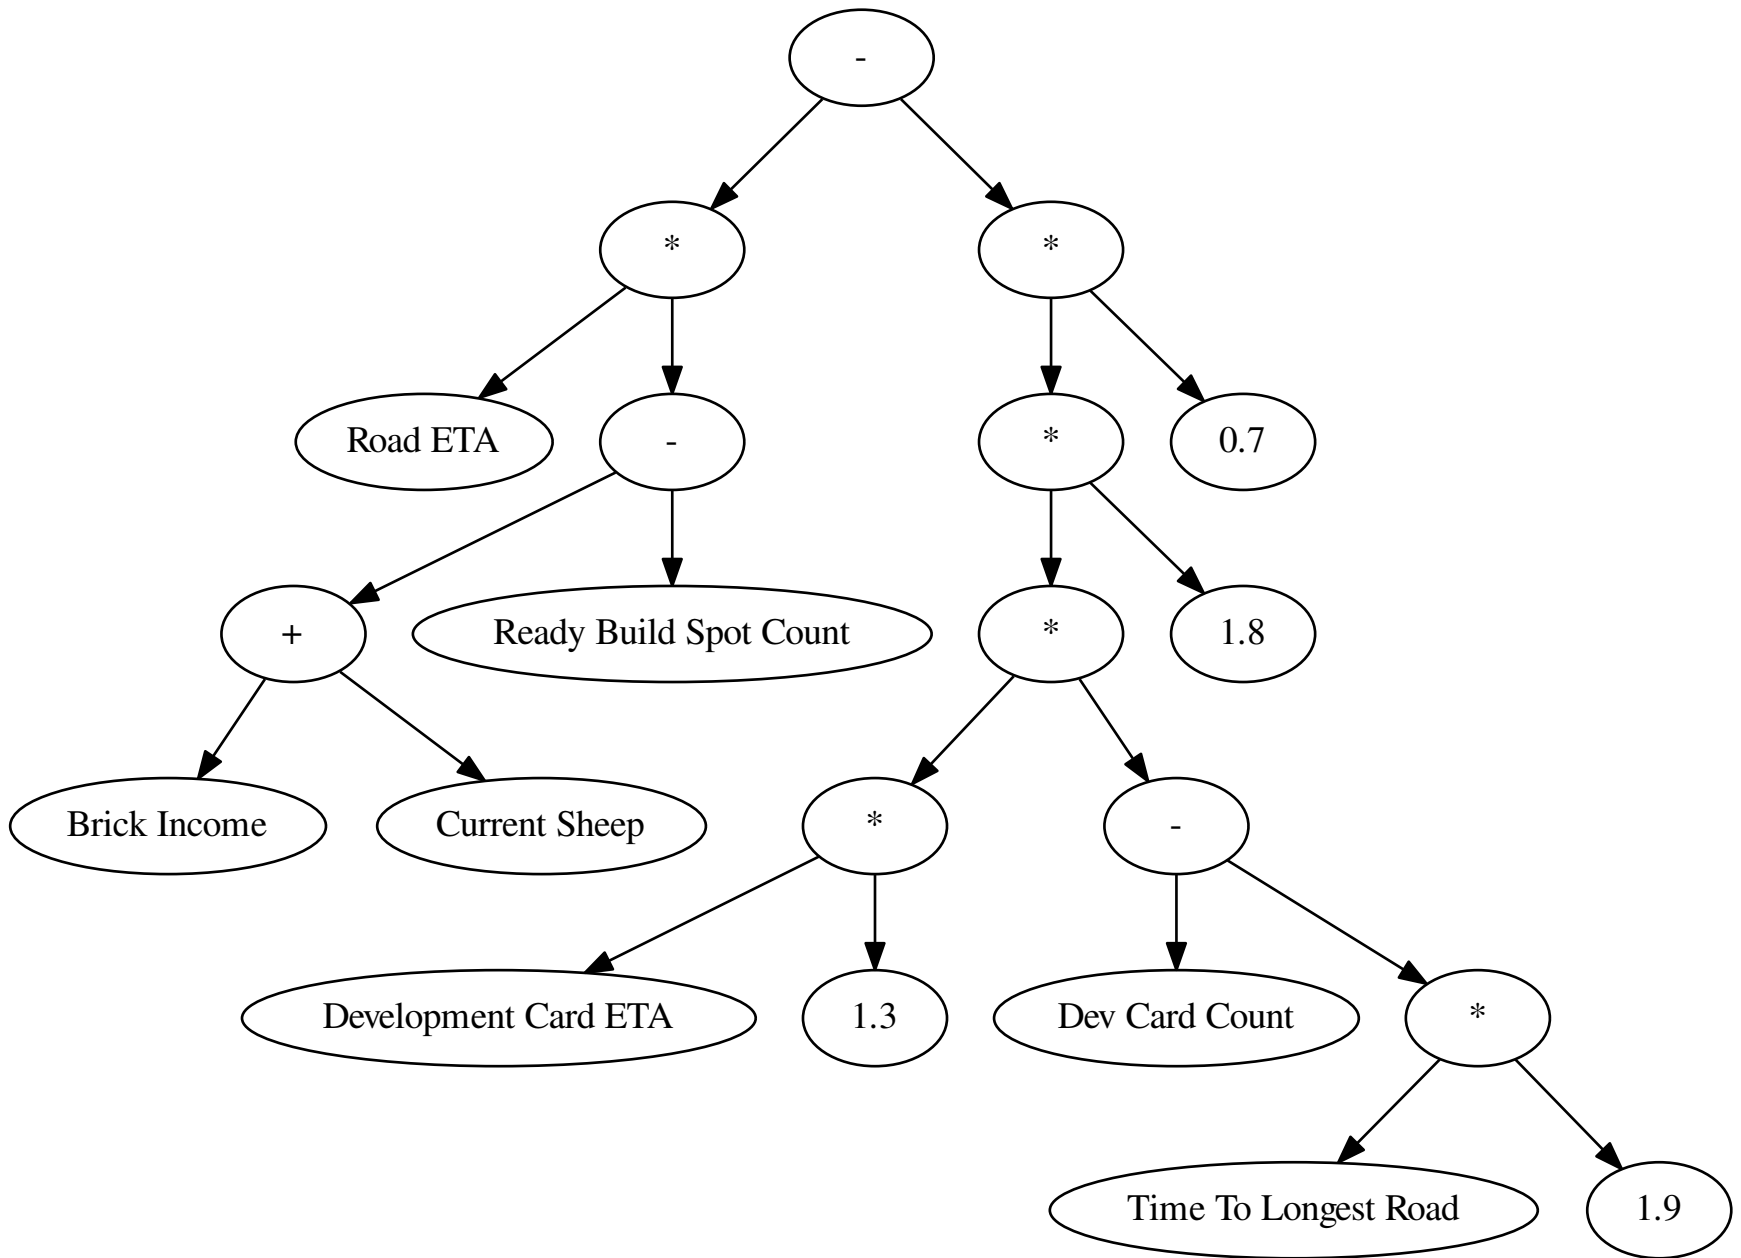 -
*
*
Road ETA
-
*
0.7
+
Ready Build Spot Count
*
1.8
Brick Income
Current Sheep
*
-
Development Card ETA
1.3
Dev Card Count
*
Time To Longest Road
1.9